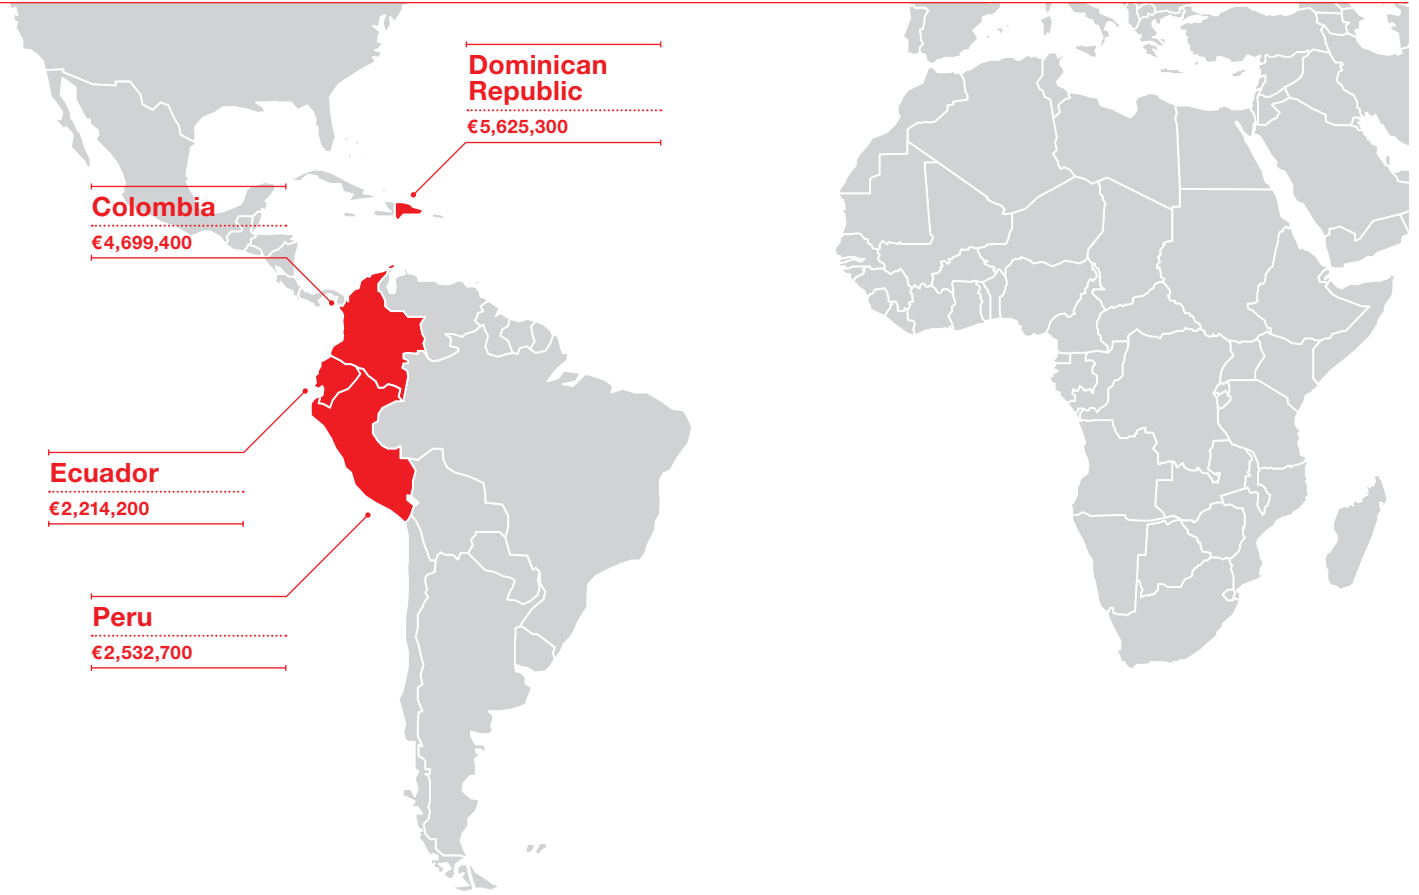 Dominican
Republic
€5,625,300
Colombia
€4,699,400
Ecuador
€2,214,200
Peru
€2,532,700